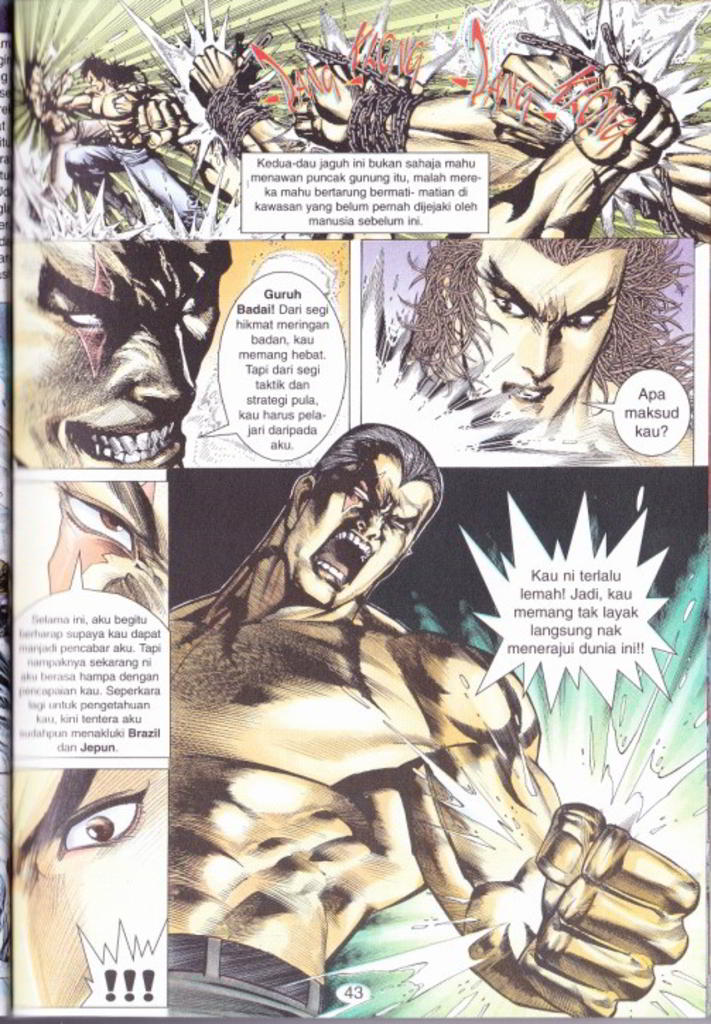 DANG
KLONG
DANG
KLONG
Kedua-dau jaguh ini bukan sahaja mahu
menawan puncak gunung itu, malah mere-
ka mahu bertarung bermati- matian di
kawasan yang belum pernah dijejaki oleh
manusia sebelum ini.
Guruh
Badai! Dari segi
hikmat meringan
badan, kau
memang hebat.
Tapi dari segi
taktik dan
strategi pula,
kau harus pela-
jari daripada
aku.
Apa
maksud
kau?
Selama ini, aku begitu
berharap supaya kau dapat
menjadi pencabar aku. Tapi
nampaknya sekarang ni
aku berasa hampa dengan
pencapaian kau. Seperkara
lagi untuk pengetahuan
kau, kini tentera aku
sudahpun menakluki Brazil
dan Jepun.
Kau ni terlalu
lemah! Jadi, kau
memang tak layak
langsung nak
menerajui dunia ini!!
!!!
43